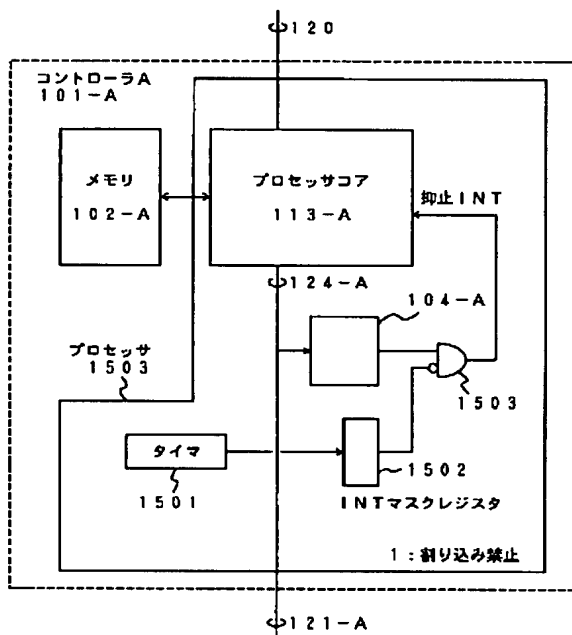 120
コントローラA
101-A
メモリ
102-A
プロセッサコア
113-A
抑止INT
124-A
104-A
プロセッサ
1503
1503
タイマ
1501
1502
INTマスクレジスタ
1:割り込み禁止
121-A